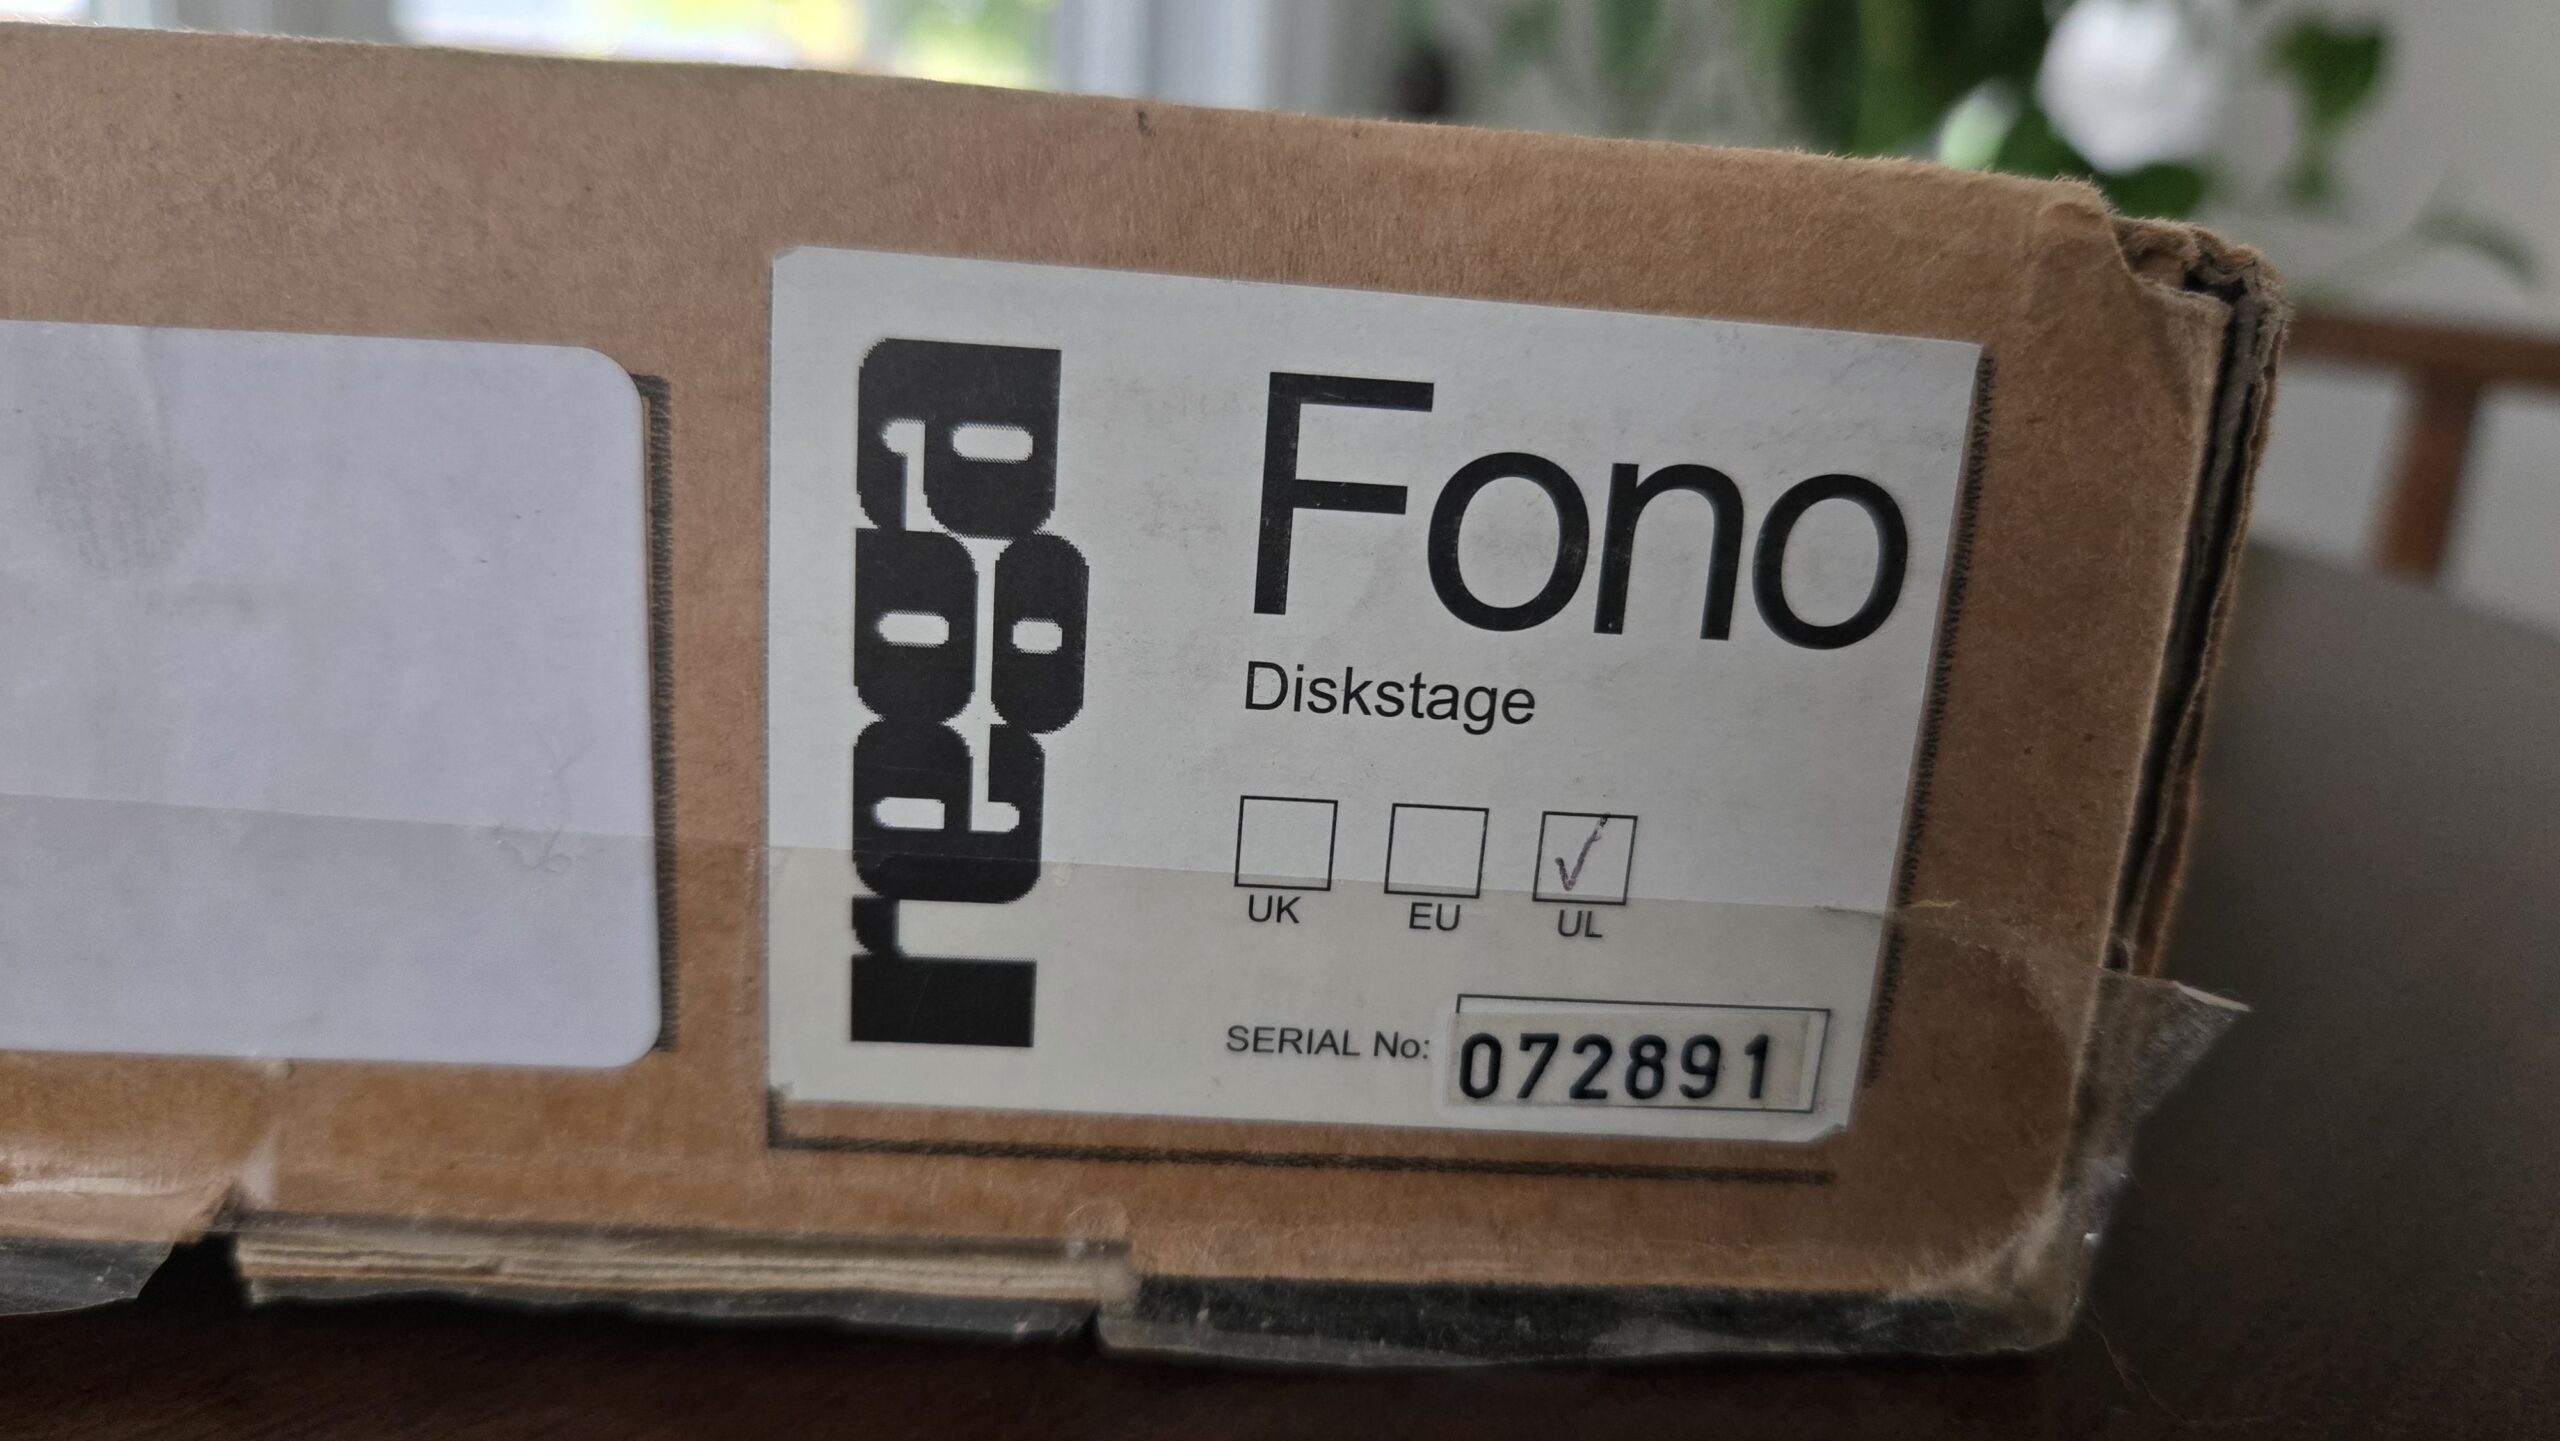 rega
Fono
Diskstage
UK EU UL
SERIAL No: 072891